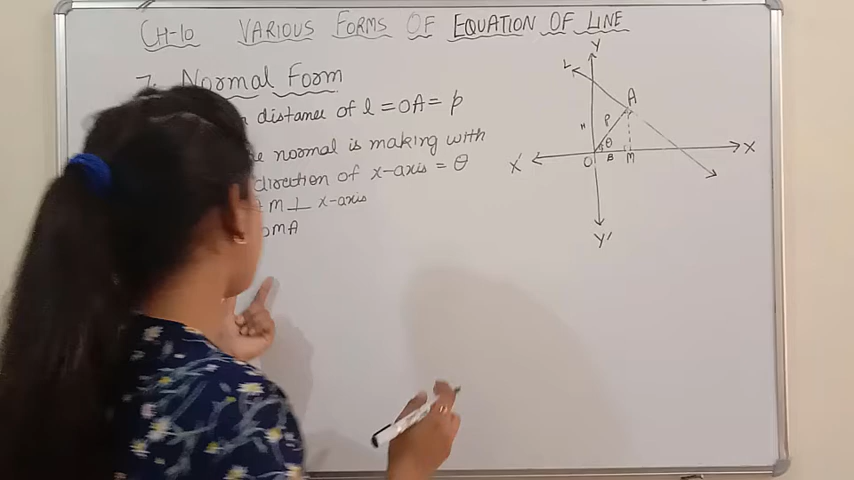 CH-10 VARIOUS FORMS OF EQUATION OF LINE
7. Normal Form
distance of l = OA = p
normal is making with
direction of x-axis = θ
M ⊥ x-axis
OMA
Y
L
A
P
θ
X'
O
B
M
X
Y'